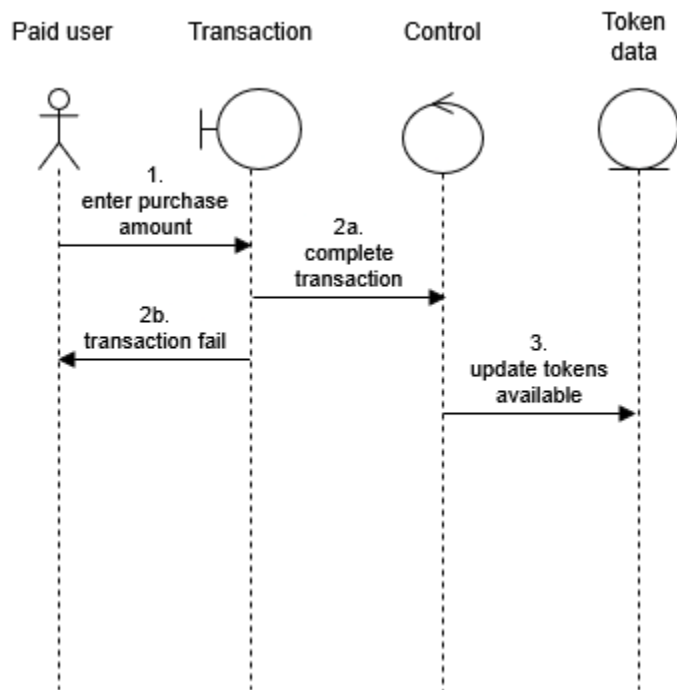 Paid user
Transaction
Control
Token
data
1.
enter purchase
amount
2a.
complete
transaction
2b.
transaction fail
3.
update tokens
available